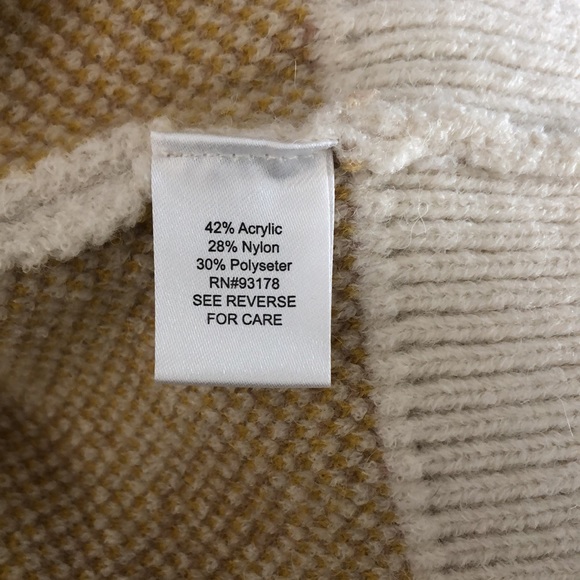 42% Acrylic
28% Nylon
30% Polyseter
RN#93178
SEE REVERSE
FOR CARE